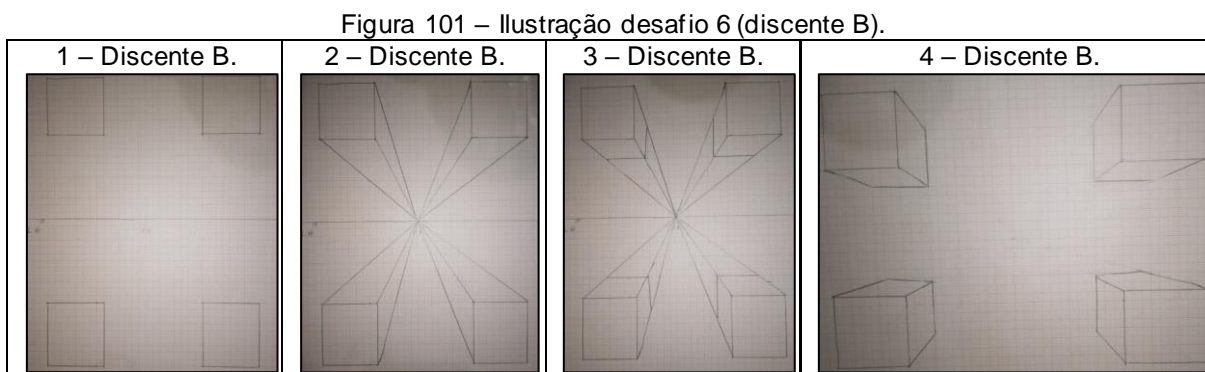 Figura 101 – Ilustração desafio 6 (discente B).
1 – Discente B.
2 – Discente B.
3 – Discente B.
4 – Discente B.